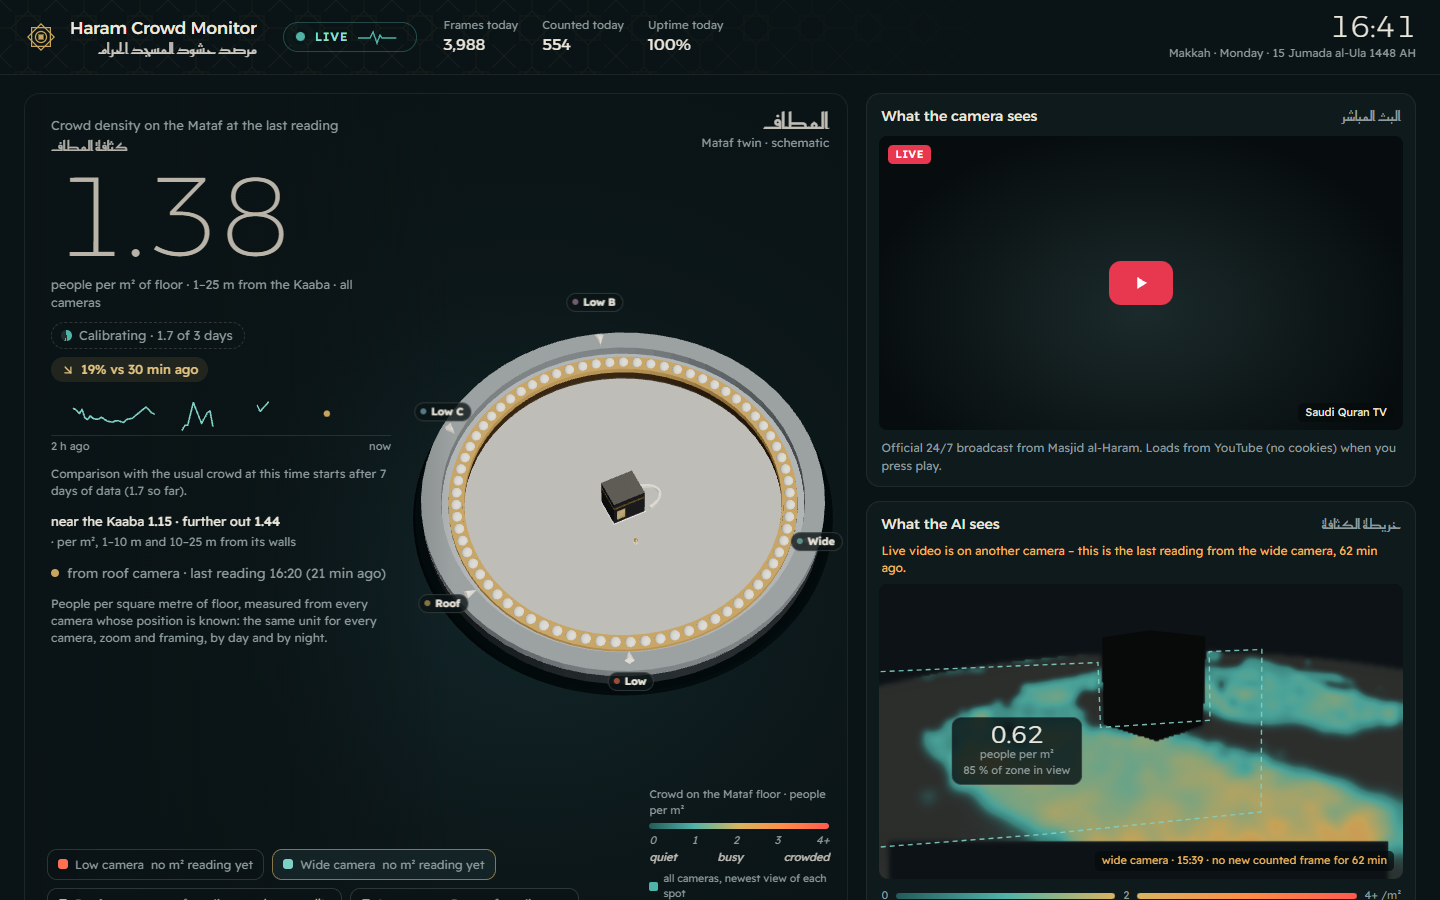 Haram Crowd Monitor
مرصد حشود المسجد الحرام
LIVE
Frames today
3,988
Counted today
554
Uptime today
100%
16:41
Makkah · Monday · 15 Jumada al-Ula 1448 AH
Crowd density on the Mataf at the last reading
كثافة المطاف
1.38
people per m² of floor · 1–25 m from the Kaaba · all
cameras
Calibrating · 1.7 of 3 days
19% vs 30 min ago
2 h ago
now
Comparison with the usual crowd at this time starts after 7
days of data (1.7 so far).
near the Kaaba 1.15 · further out 1.44
· per m², 1–10 m and 10–25 m from its walls
from roof camera · last reading 16:20 (21 min ago)
People per square metre of floor, measured from every
camera whose position is known: the same unit for every
camera, zoom and framing, by day and by night.
المطاف
Mataf twin · schematic
Low B
Low C
Wide
Roof
Low
Crowd on the Mataf floor · people
per m²
0 1 2 3 4+
quiet busy crowded
all cameras, newest view of each
spot
Low camera no m² reading yet
Wide camera no m² reading yet
What the camera sees
البث المباشر
LIVE
Saudi Quran TV
Official 24/7 broadcast from Masjid al-Haram. Loads from YouTube (no cookies) when you
press play.
What the AI sees
خريطة الكثافة
Live video is on another camera – this is the last reading from the wide camera, 62 min
ago.
0.62
people per m²
85 % of zone in view
wide camera · 15:39 · no new counted frame for 62 min
0 2 4+ /m²